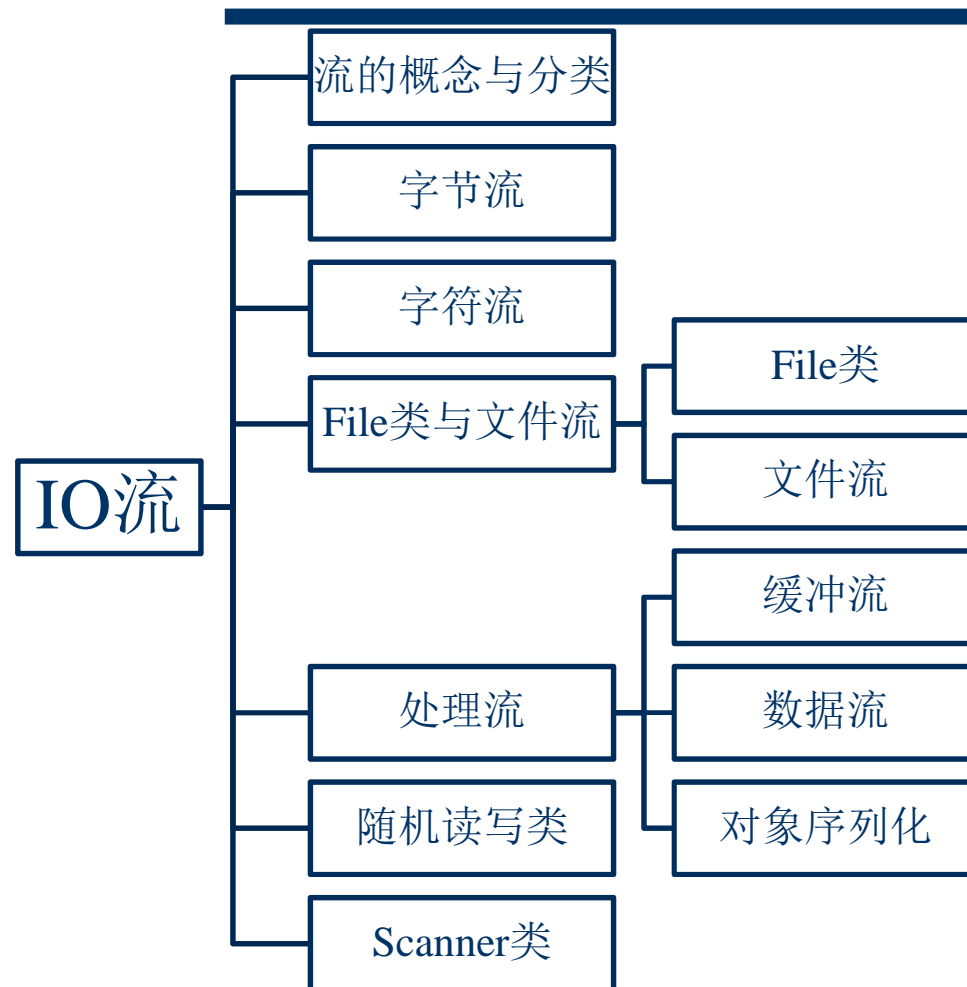 IO流
流的概念与分类
字节流
字符流
File类与文件流
File类
文件流
处理流
缓冲流
数据流
对象序列化
随机读写类
Scanner类